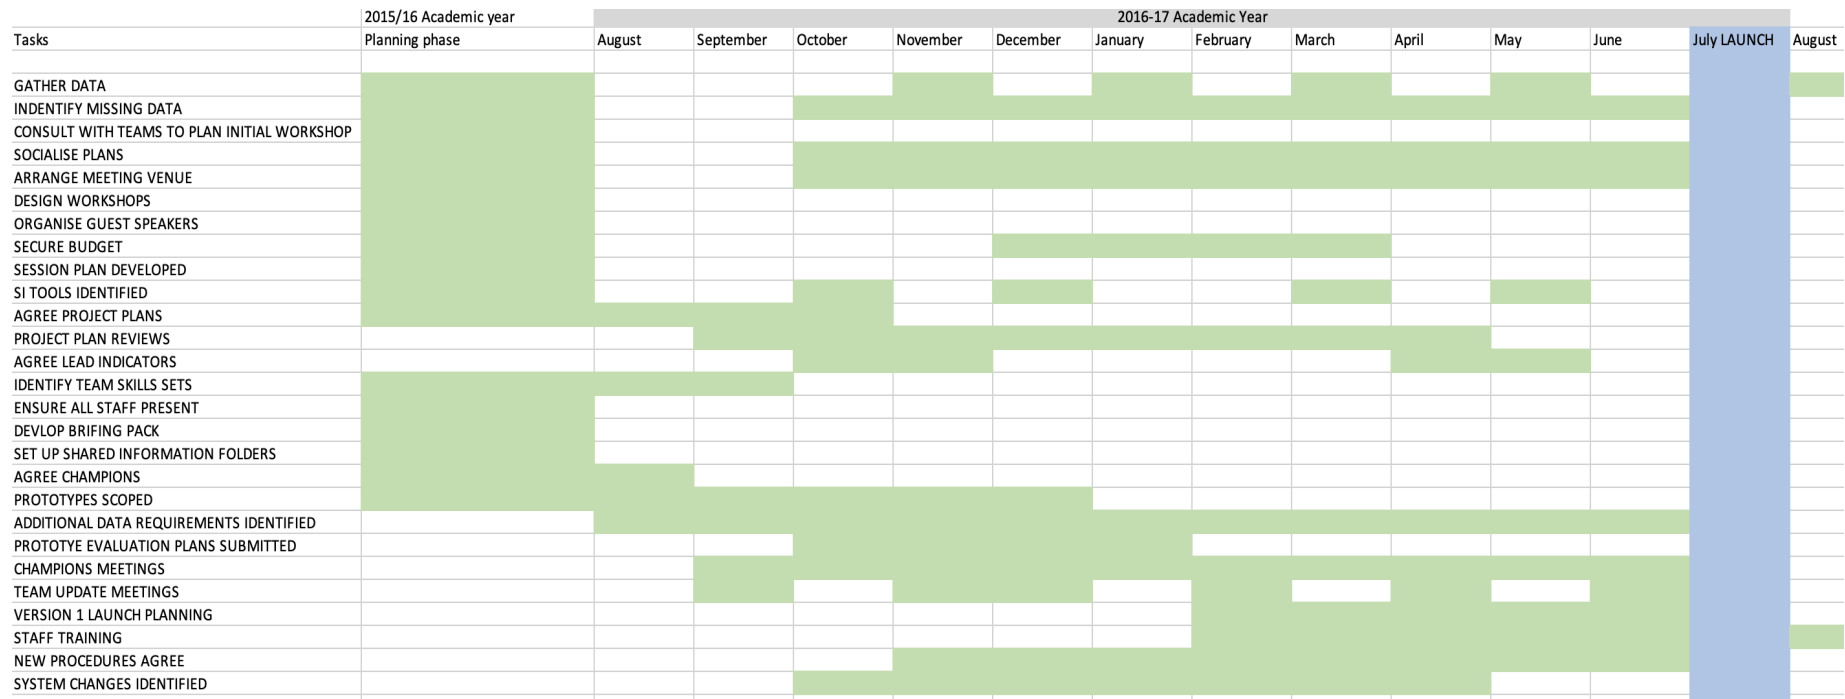 2015/16 Academic year 2016-17 Academic Year
Tasks Planning phase August September October November December January February March April May June July LAUNCH August
GATHER DATA
INDENTIFY MISSING DATA
CONSULT WITH TEAMS TO PLAN INITIAL WORKSHOP
SOCIALISE PLANS
ARRANGE MEETING VENUE
DESIGN WORKSHOPS
ORGANISE GUEST SPEAKERS
SECURE BUDGET
SESSION PLAN DEVELOPED
SI TOOLS IDENTIFIED
AGREE PROJECT PLANS
PROJECT PLAN REVIEWS
AGREE LEAD INDICATORS
IDENTIFY TEAM SKILLS SETS
ENSURE ALL STAFF PRESENT
DEVLOP BRIFING PACK
SET UP SHARED INFORMATION FOLDERS
AGREE CHAMPIONS
PROTOTYPES SCOPED
ADDITIONAL DATA REQUIREMENTS IDENTIFIED
PROTOTYE EVALUATION PLANS SUBMITTED
CHAMPIONS MEETINGS
TEAM UPDATE MEETINGS
VERSION 1 LAUNCH PLANNING
STAFF TRAINING
NEW PROCEDURES AGREE
SYSTEM CHANGES IDENTIFIED